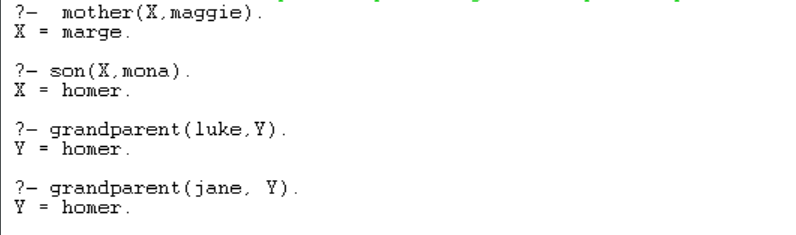 ?-  mother(X,maggie).
X = marge.
?- son(X,mona).
X = homer.
?- grandparent(luke,Y).
Y = homer.
?- grandparent(jane, Y).
Y = homer.